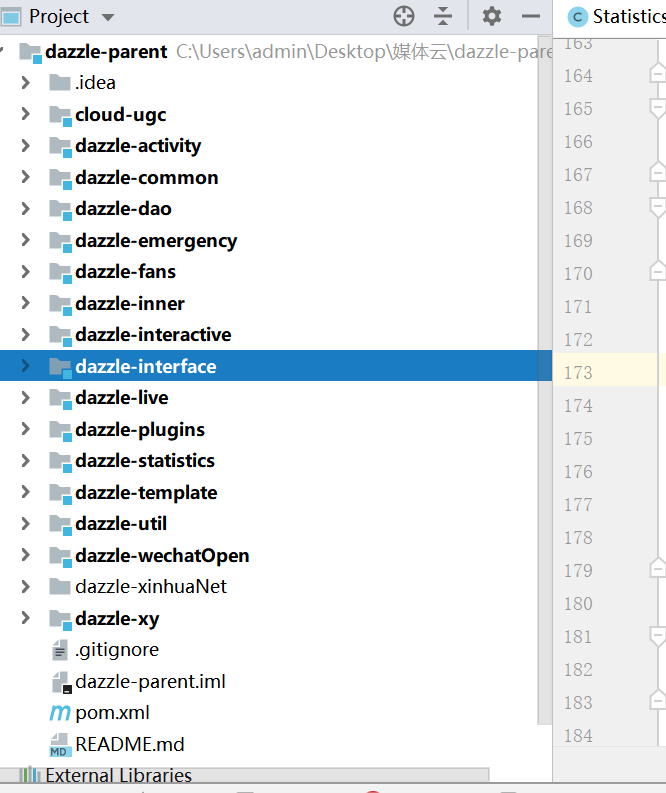 Project
Statistics
dazzle-parent C:\Users\admin\Desktop\媒体云\dazzle-pare
.idea
cloud-ugc
dazzle-activity
dazzle-common
dazzle-dao
dazzle-emergency
dazzle-fans
dazzle-inner
dazzle-interactive
dazzle-interface
dazzle-live
dazzle-plugins
dazzle-statistics
dazzle-template
dazzle-util
dazzle-wechatOpen
dazzle-xinhuaNet
dazzle-xy
.gitignore
dazzle-parent.iml
pom.xml
MD README.md
External Libraries
163
164
165
166
167
168
169
170
171
172
173
174
175
176
177
178
179
180
181
182
183
184